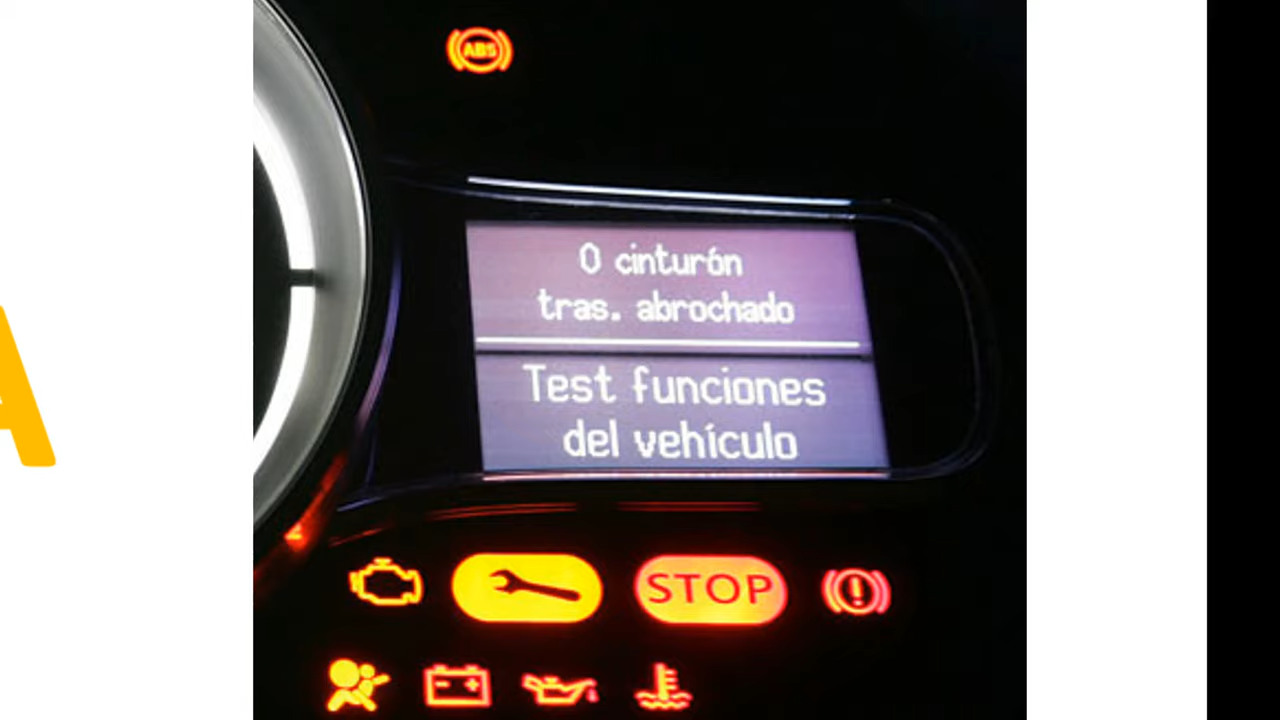 ABS
0 cinturón
tras. abrochado
Test funciones
del vehículo
STOP
A